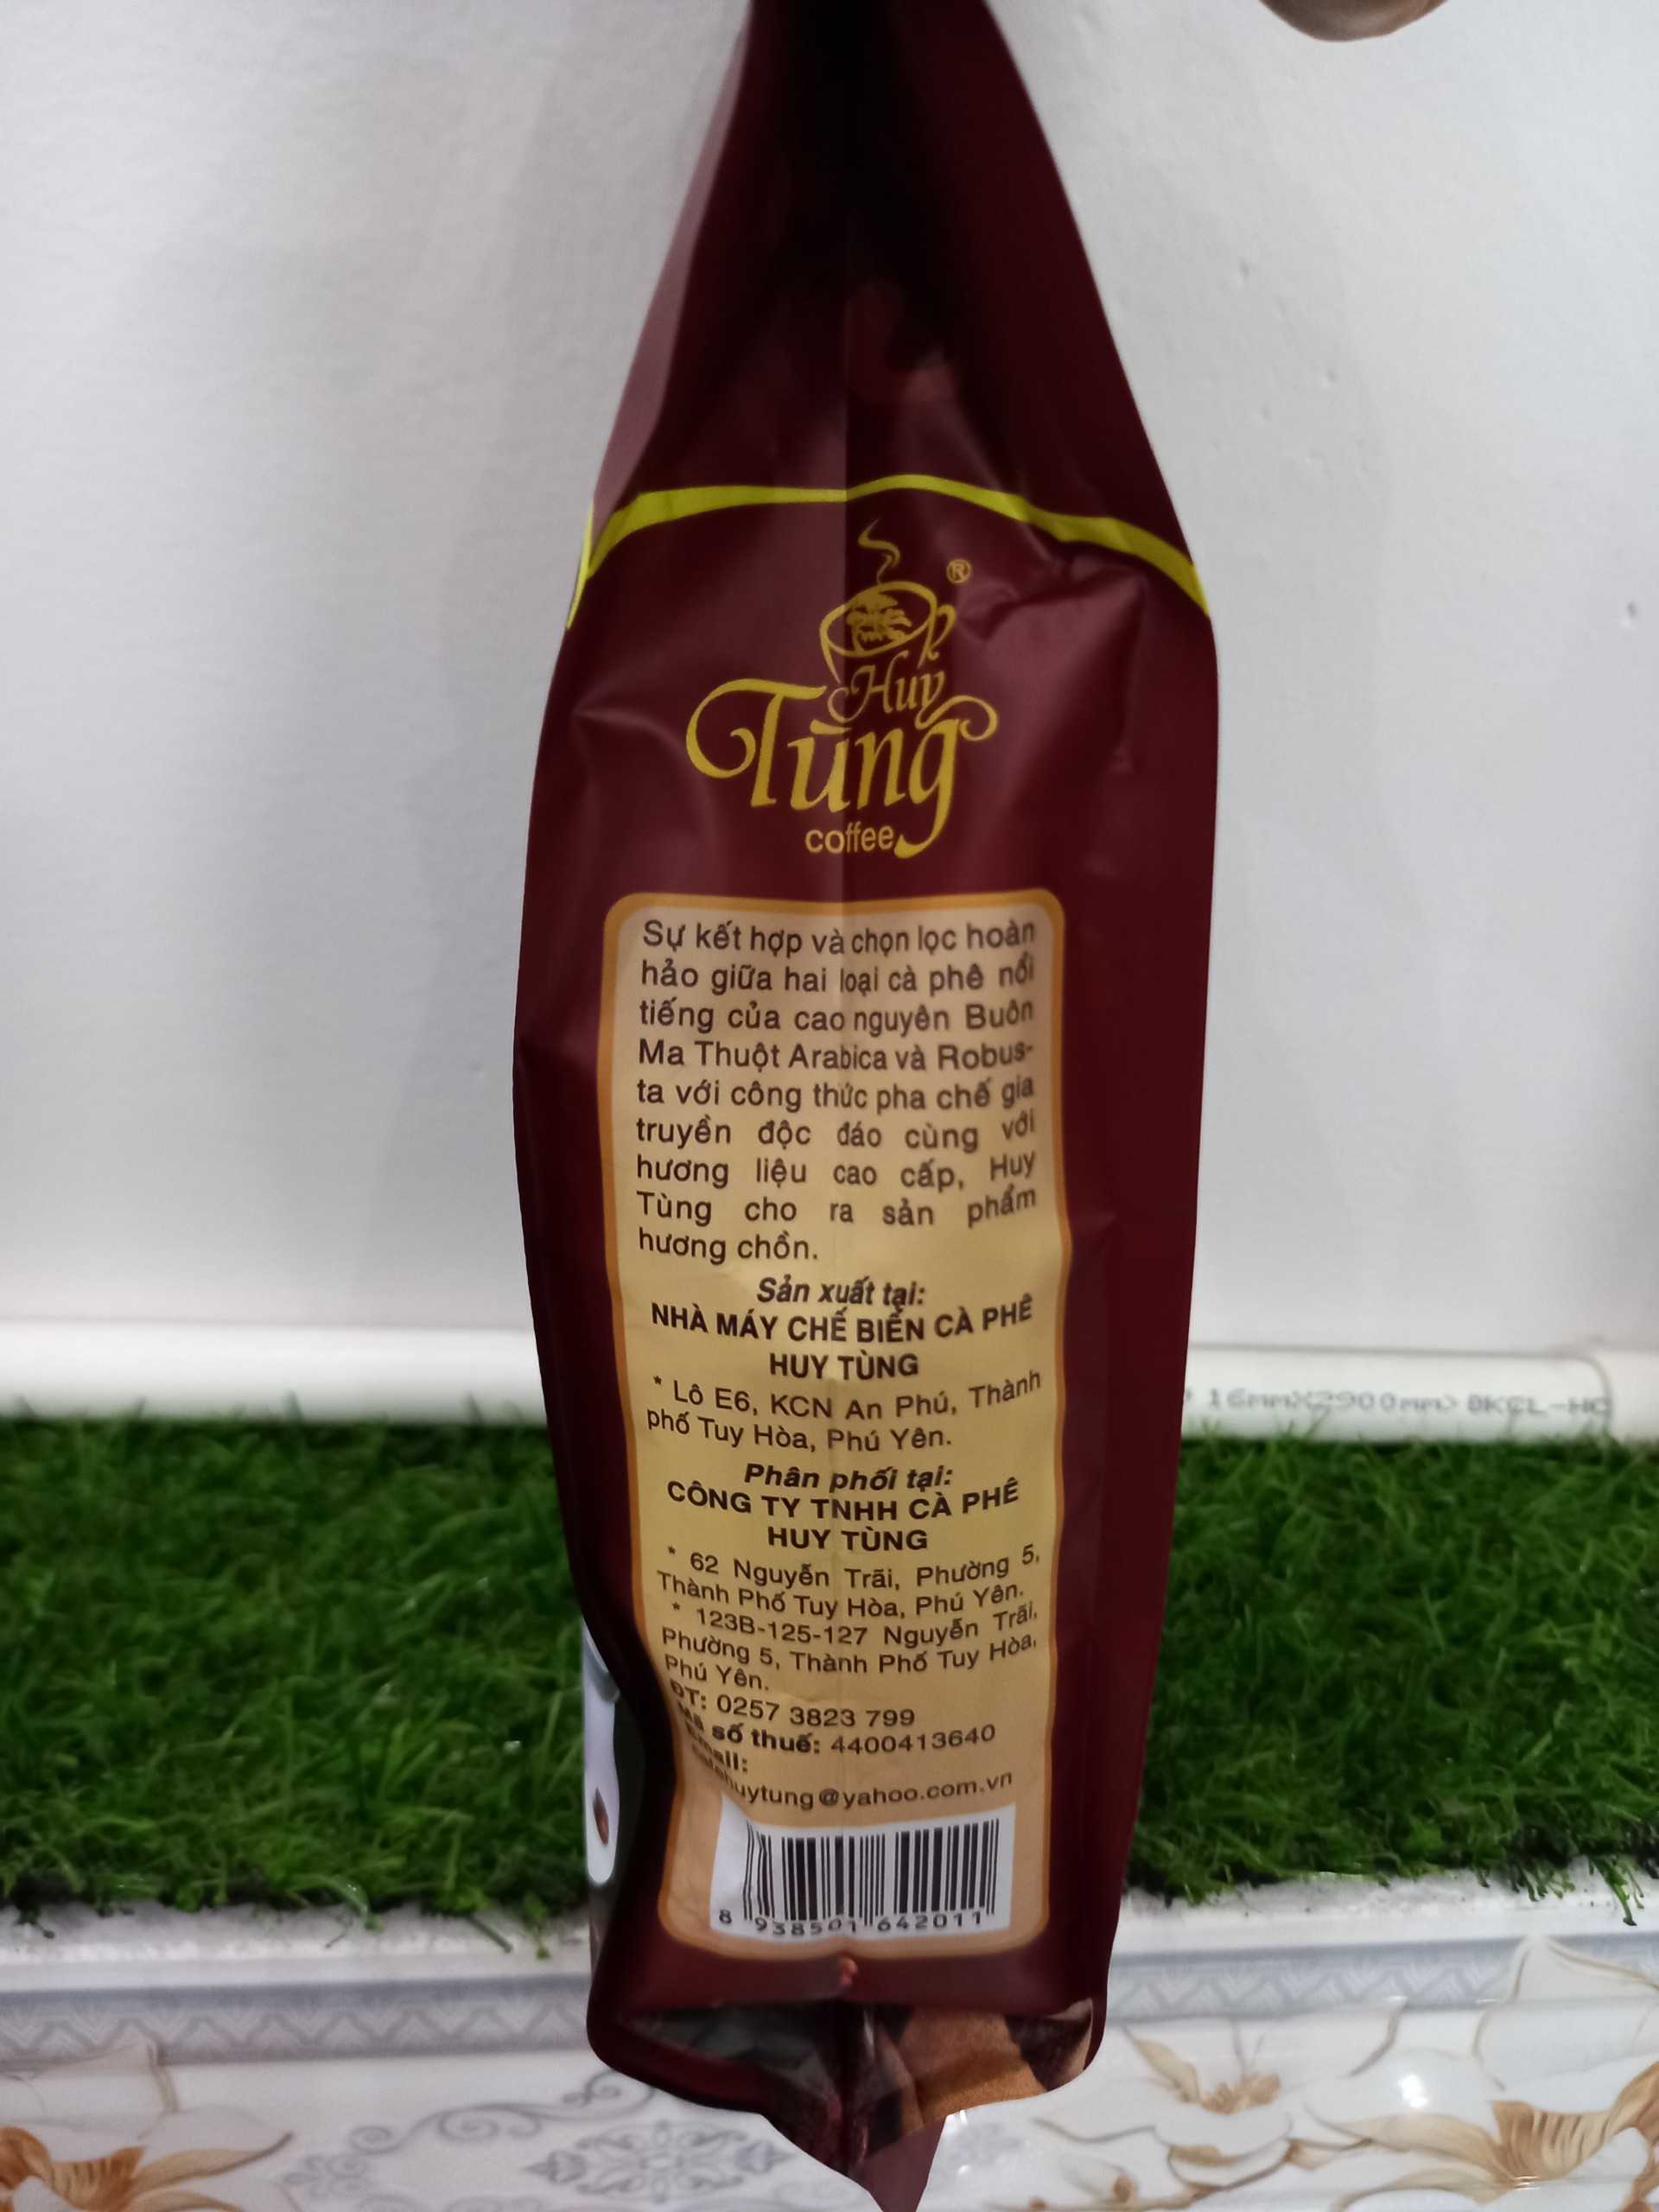 ®
Huy
Tùng
coffee
Sự kết hợp và chọn lọc hoàn
hảo giữa hai loại cà phê nổi
tiếng của cao nguyên Buôn
Ma Thuột Arabica và Robus-
ta với công thức pha chế gia
truyền độc đáo cùng với
hương liệu cao cấp, Huy
Tùng cho ra sản phẩm
hương chồn.
Sản xuất tại:
NHÀ MÁY CHẾ BIẾN CÀ PHÊ
HUY TÙNG
* Lô E6, KCN An Phú, Thành
phố Tuy Hòa, Phú Yên.
Phân phối tại:
CÔNG TY TNHH CÀ PHÊ
HUY TÙNG
* 62 Nguyễn Trãi, Phường 5,
Thành Phố Tuy Hòa, Phú Yên.
* 123B-125-127 Nguyễn Trãi,
Phường 5, Thành Phố Tuy Hòa,
Phú Yên.
ĐT: 0257 3823 799
Mã số thuế: 4400413640
Email:
cafehuytung@yahoo.com.vn
8 938501 642011
16mmX2900mm> DKCL-HC